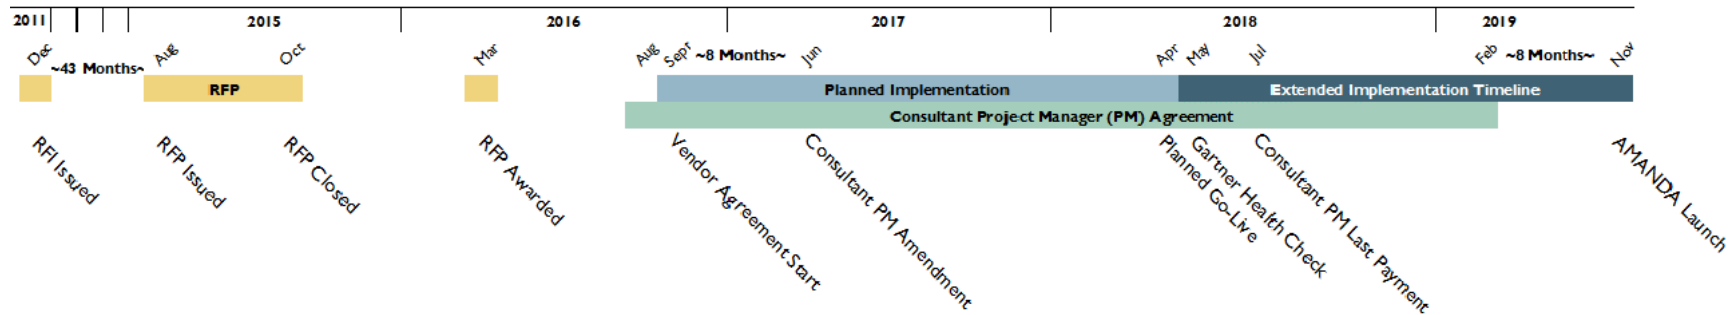 2011 2015 2016 2017 2018 2019
Dec Aug Oct Mar Aug Sept Jun Apr May Jul Feb Nov
~43 Months~ ~8 Months~ ~8 Months~
RFP Planned Implementation Extended Implementation Timeline
Consultant Project Manager (PM) Agreement
RFI Issued
RFP Issued
RFP Closed
RFP Awarded
Vendor Agreement Start
Consultant PM Amendment
Planned Go-Live
Gartner Health Check
Consultant PM Last Payment
AMANDA Launch